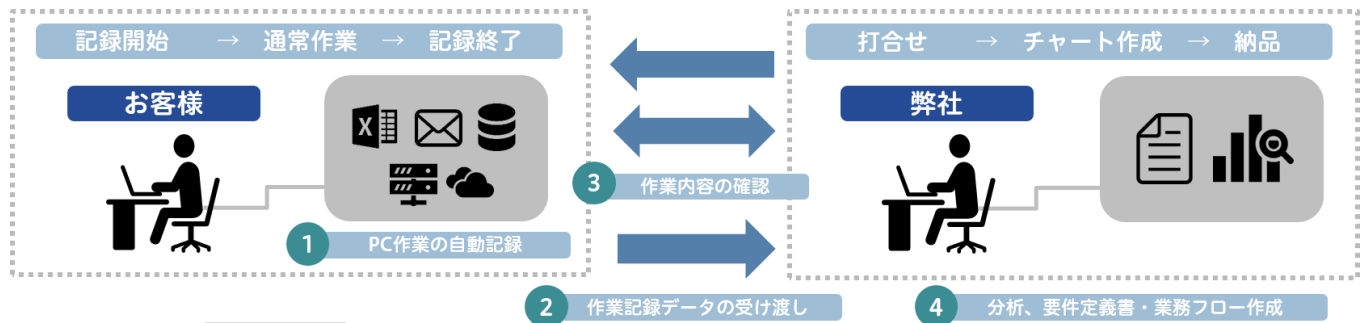 記録開始 → 通常作業 → 記録終了
お客様
X
1 PC作業の自動記録
打合せ → チャート作成 → 納品
弊社
3 作業内容の確認
2 作業記録データの受け渡し
4 分析、要件定義書・業務フロー作成